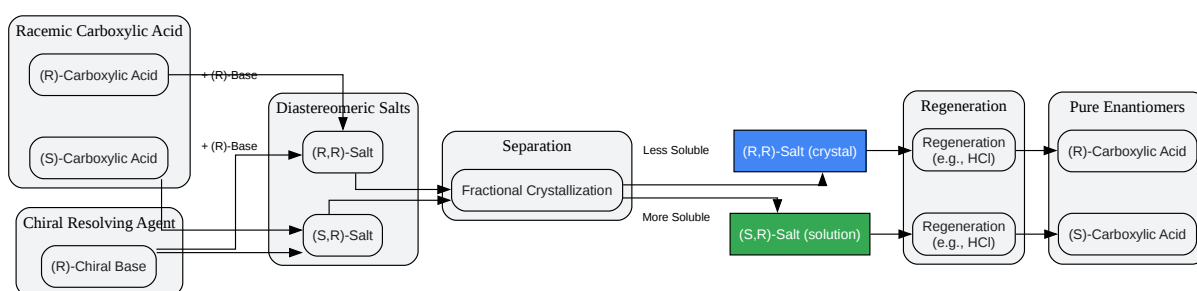 Racemic Carboxylic Acid
(R)-Carboxylic Acid
(S)-Carboxylic Acid
+ (R)-Base
+ (R)-Base
Chiral Resolving Agent
(R)-Chiral Base
Diastereomeric Salts
(R,R)-Salt
(S,R)-Salt
Separation
Fractional Crystallization
Less Soluble
More Soluble
(R,R)-Salt (crystal)
(S,R)-Salt (solution)
Regeneration
Regeneration
(e.g., HCl)
Regeneration
(e.g., HCl)
Pure Enantiomers
(R)-Carboxylic Acid
(S)-Carboxylic Acid